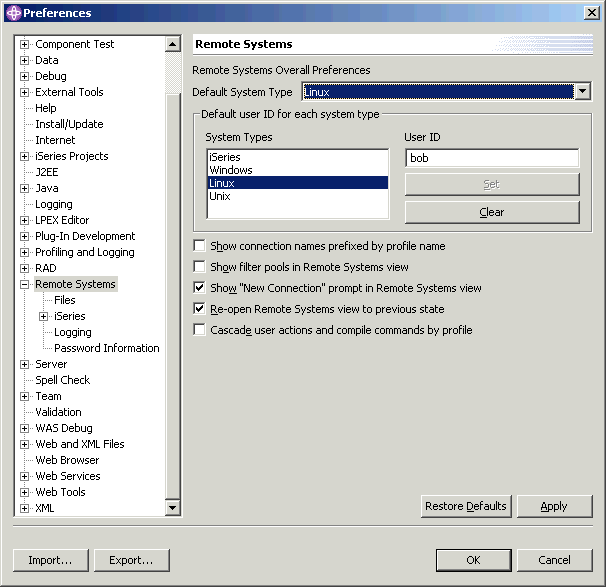 Preferences
Component Test
Data
Debug
External Tools
Help
Install/Update
Internet
iSeries Projects
J2EE
Java
Logging
LPEX Editor
Plug-In Development
Profiling and Logging
RAD
Remote Systems
Files
iSeries
Logging
Password Information
Server
Spell Check
Team
Validation
WAS Debug
Web and XML Files
Web Browser
Web Services
Web Tools
XML
Remote Systems
Remote Systems Overall Preferences
Default System Type Linux
Default user ID for each system type
System Types
iSeries
Windows
Linux
Unix
User ID
bob
Set
Clear
Show connection names prefixed by profile name
Show filter pools in Remote Systems view
Show "New Connection" prompt in Remote Systems view
Re-open Remote Systems view to previous state
Cascade user actions and compile commands by profile
Restore Defaults Apply
Import... Export... OK Cancel